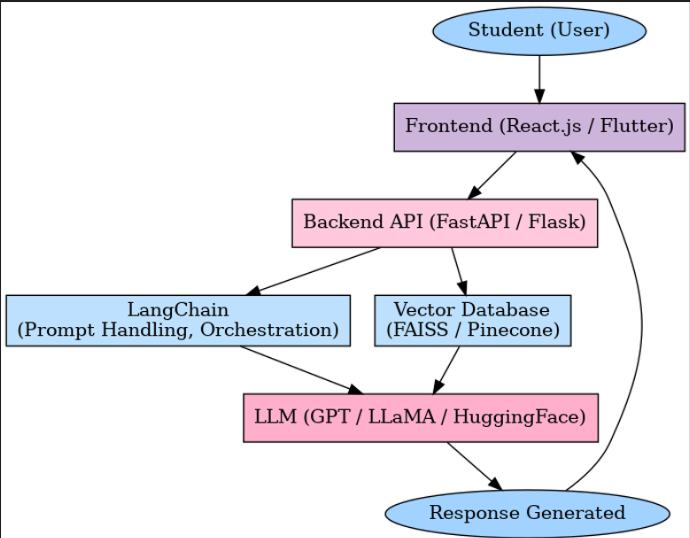 Student (User)
Frontend (React.js / Flutter)
Backend API (FastAPI / Flask)
LangChain
(Prompt Handling, Orchestration)
Vector Database
(FAISS / Pinecone)
LLM (GPT / LLaMA / HuggingFace)
Response Generated